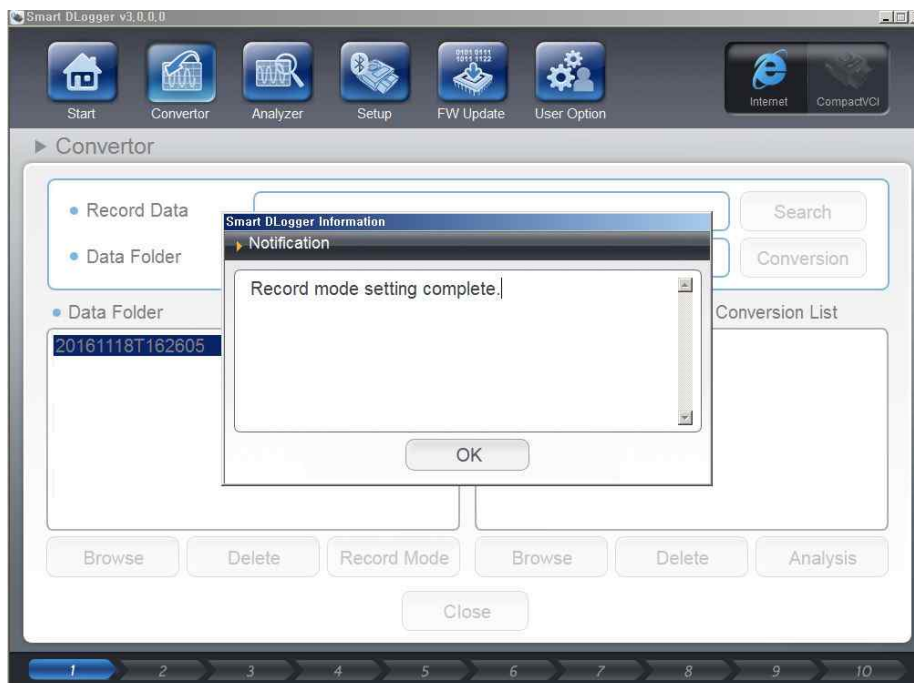 Smart DLogger v3.0.0.0
0101 0111
1011 1122
Start
Convertor
Analyzer
Setup
FW Update
User Option
Internet
CompactVCI
Convertor
Record Data
Search
Data Folder
Conversion
Smart DLogger Information
Notification
Record mode setting complete.
OK
Data Folder
Conversion List
20161118T162605
Browse
Delete
Record Mode
Browse
Delete
Analysis
Close
1 2 3 4 5 6 7 8 9 10